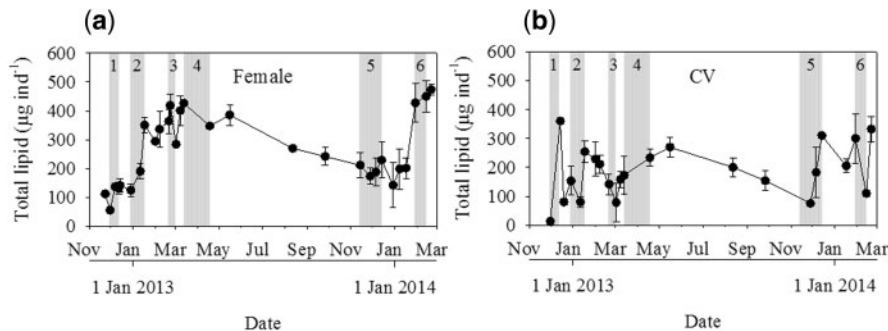 (a)
600
500
400
300
200
100
0
Total lipid (µg ind⁻¹)
1 2 3 4 5 6
Female
Nov Jan Mar May Jul Sep Nov Jan Mar
1 Jan 2013 1 Jan 2014
Date
(b)
600
500
400
300
200
100
0
Total lipid (µg ind⁻¹)
1 2 3 4 5 6
CV
Nov Jan Mar May Jul Sep Nov Jan Mar
1 Jan 2013 1 Jan 2014
Date